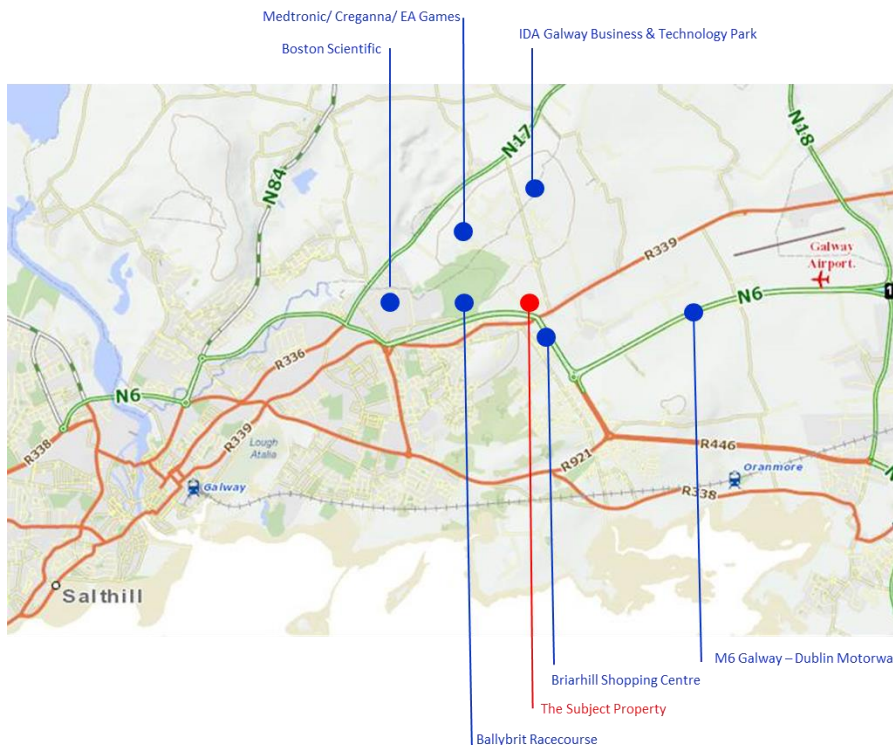 Medtronic/ Creganna/ EA Games
IDA Galway Business & Technology Park
Boston Scientific
N17
N18
N84
R339
Galway
Airport.
N6
1
R336
N6
R339
R338
Lough
Atalia
R446
R921
Oranmore
Galway
R338
N
Salthill
M6 Galway – Dublin Motorwa
Briarhill Shopping Centre
The Subject Property
Ballybrit Racecourse